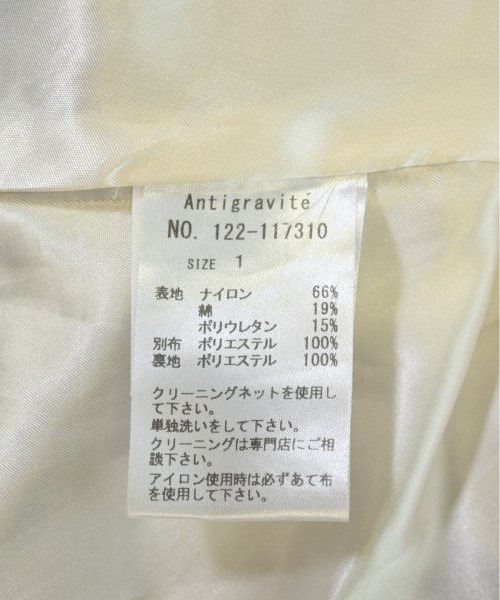 Antigravité
NO. 122-117310
SIZE 1
表地 ナイロン 66%
綿 19%
ポリウレタン 15%
別布 ポリエステル 100%
裏地 ポリエステル 100%
クリーニングネットを使用し
て下さい。
単独洗いをして下さい。
クリーニングは専門店にご相
談下さい。
アイロン使用時は必ずあて布
を使用して下さい。